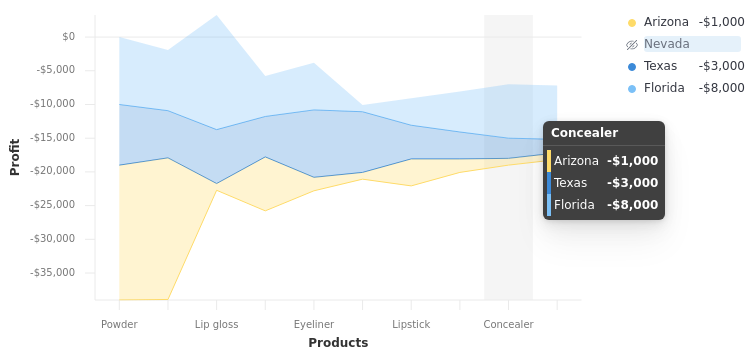 Arizona -$1,000
Nevada
Texas -$3,000
Florida -$8,000
$0
-$5,000
-$10,000
-$15,000
-$20,000
-$25,000
-$30,000
-$35,000
Profit
Concealer
Arizona -$1,000
Texas -$3,000
Florida -$8,000
Powder Lip gloss Eyeliner Lipstick Concealer
Products